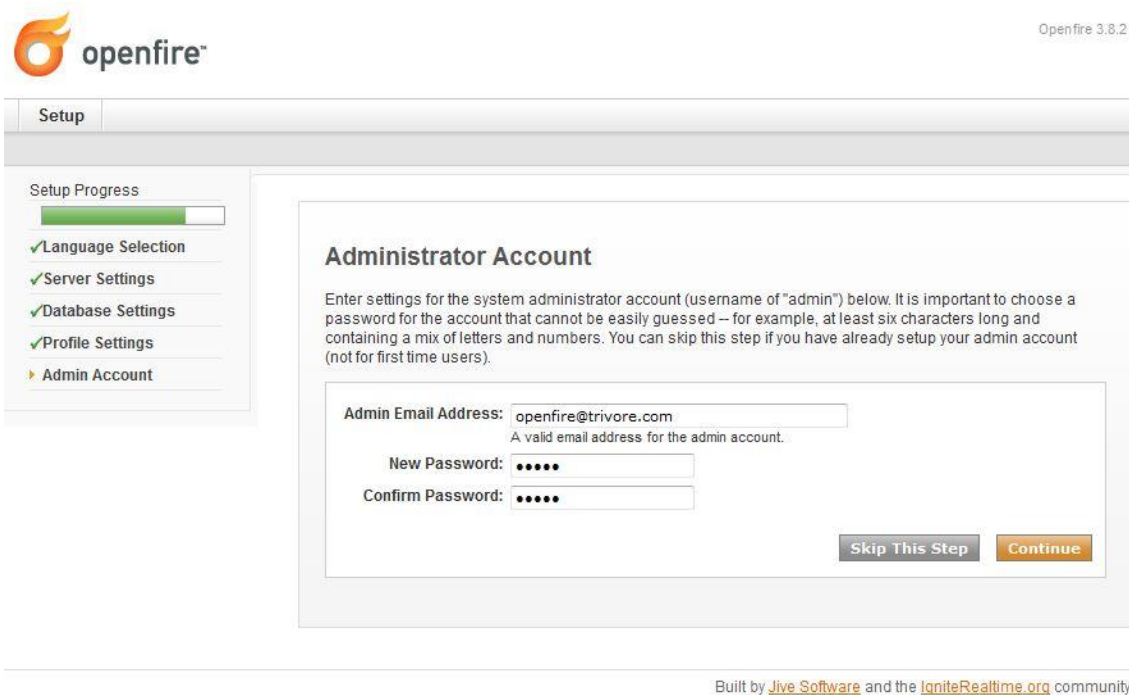 openfire™
Openfire 3.8.2
Setup
Setup Progress
Language Selection
Server Settings
Database Settings
Profile Settings
Admin Account
Administrator Account
Enter settings for the system administrator account (username of "admin") below. It is important to choose a
password for the account that cannot be easily guessed -- for example, at least six characters long and
containing a mix of letters and numbers. You can skip this step if you have already setup your admin account
(not for first time users).
Admin Email Address: openfire@trivore.com
A valid email address for the admin account.
New Password: •••••
Confirm Password: •••••
Skip This Step Continue
Built by Jive Software and the IgniteRealtime.org community